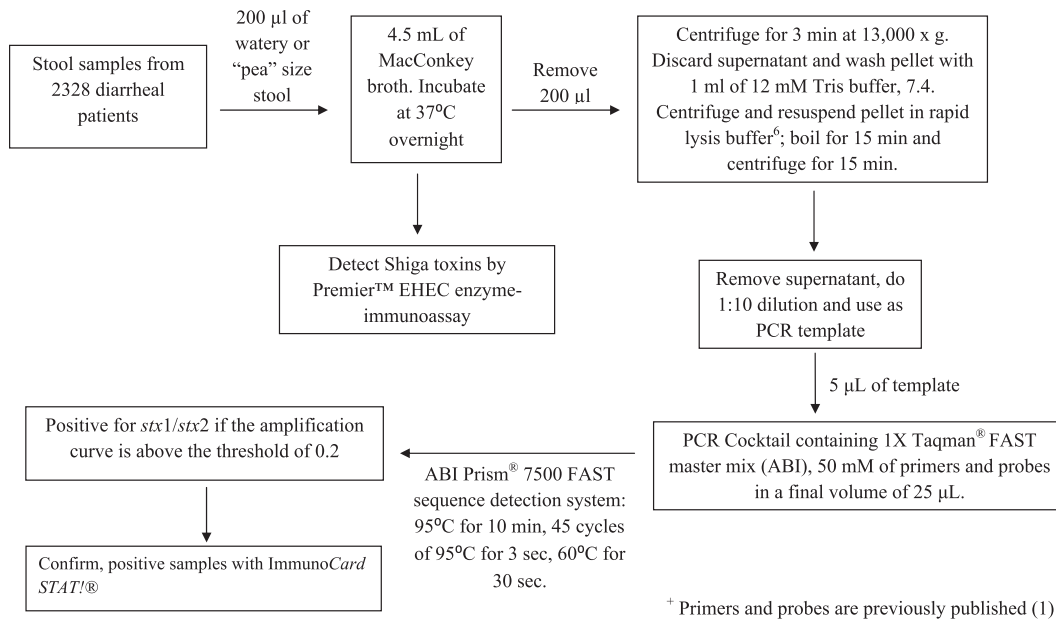 Stool samples from
2328 diarrheal
patients
200 µl of
watery or
“pea” size
stool
4.5 mL of
MacConkey
broth. Incubate
at 37⁰C
overnight
Remove
200 µl
Centrifuge for 3 min at 13,000 x g.
Discard supernatant and wash pellet with
1 ml of 12 mM Tris buffer, 7.4.
Centrifuge and resuspend pellet in rapid
lysis buffer⁶; boil for 15 min and
centrifuge for 15 min.
Detect Shiga toxins by
Premier™ EHEC enzyme-
immunoassay
Remove supernatant, do
1:10 dilution and use as
PCR template
5 µL of template
PCR Cocktail containing 1X Taqman® FAST
master mix (ABI), 50 mM of primers and probes
in a final volume of 25 µL.
ABI Prism® 7500 FAST
sequence detection system:
95⁰C for 10 min, 45 cycles
of 95⁰C for 3 sec, 60⁰C for
30 sec.
Positive for stx1/stx2 if the amplification
curve is above the threshold of 0.2
Confirm, positive samples with ImmunoCard
STAT!®
⁺ Primers and probes are previously published (1)